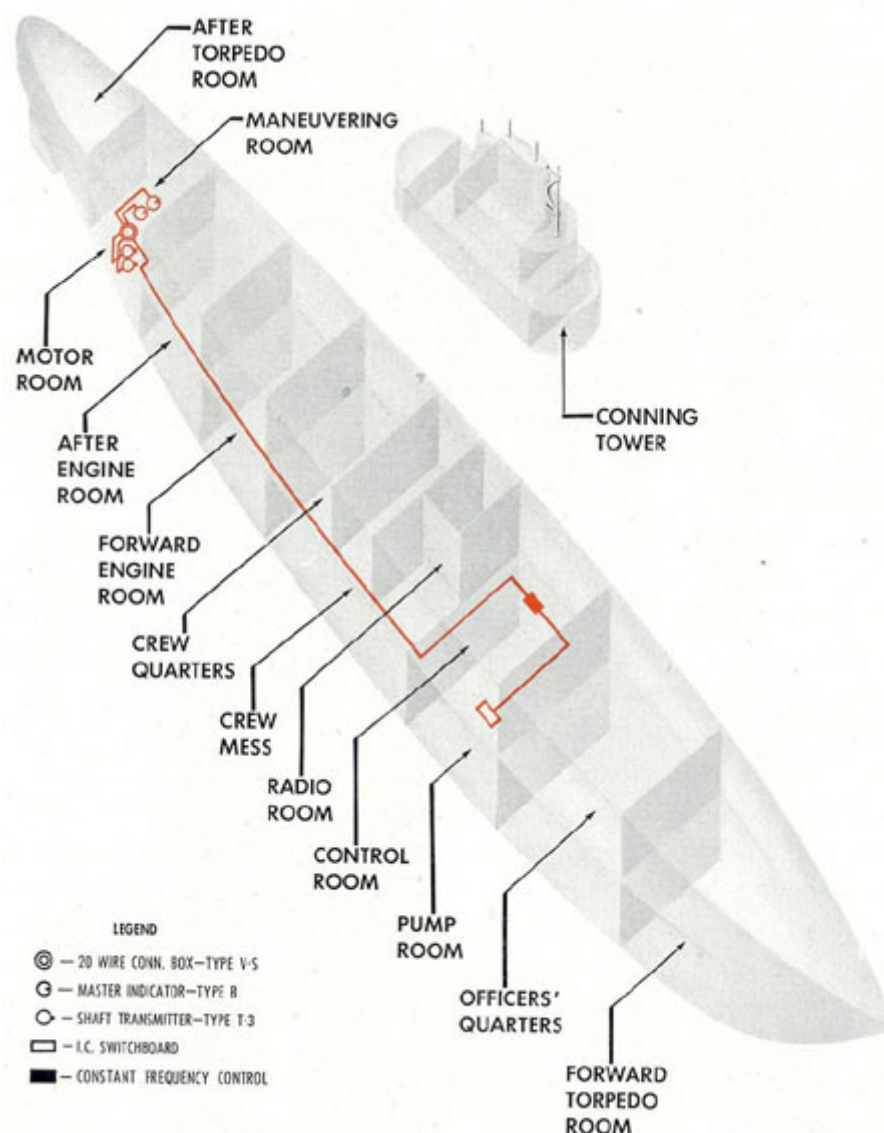 AFTER
TORPEDO
ROOM
MANEUVERING
ROOM
MOTOR
ROOM
CONNING
TOWER
AFTER
ENGINE
ROOM
FORWARD
ENGINE
ROOM
CREW
QUARTERS
CREW
MESS
RADIO
ROOM
CONTROL
ROOM
PUMP
ROOM
OFFICERS'
QUARTERS
FORWARD
TORPEDO
ROOM
LEGEND
— 20 WIRE CONN. BOX—TYPE V-S
— MASTER INDICATOR—TYPE B
— SHAFT TRANSMITTER—TYPE T-3
— I.C. SWITCHBOARD
— CONSTANT FREQUENCY CONTROL